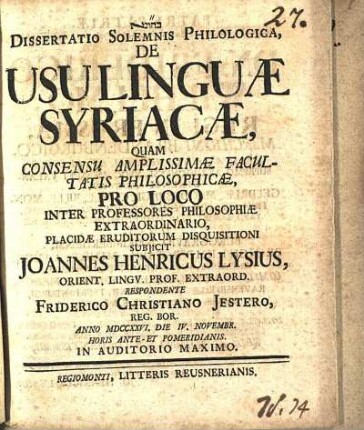 27.
DISSERTATIO SOLEMNIS PHILOLOGICA,
DE
USU LINGUÆ
SYRIACÆ,
QUAM
CONSENSU AMPLISSIMÆ FACUL-
TATIS PHILOSOPHICÆ,
PRO LOCO
INTER PROFESSORES PHILOSOPHIÆ
EXTRAORDINARIO,
PLACIDÆ ERUDITORUM DISQUISITIONI
SUBJICIT
JOANNES HENRICUS LYSIUS,
ORIENT. LINGV. PROF. EXTRAORD.
RESPONDENTE
FRIDERICO CHRISTIANO JESTERO,
REG. BOR.
ANNO MDCCXXVI, DIE IV. NOVEMBR.
HORIS ANTE- ET POMERIDIANIS.
IN AUDITORIO MAXIMO.
REGIOMONTI, LITTERIS REUSNERIANIS.